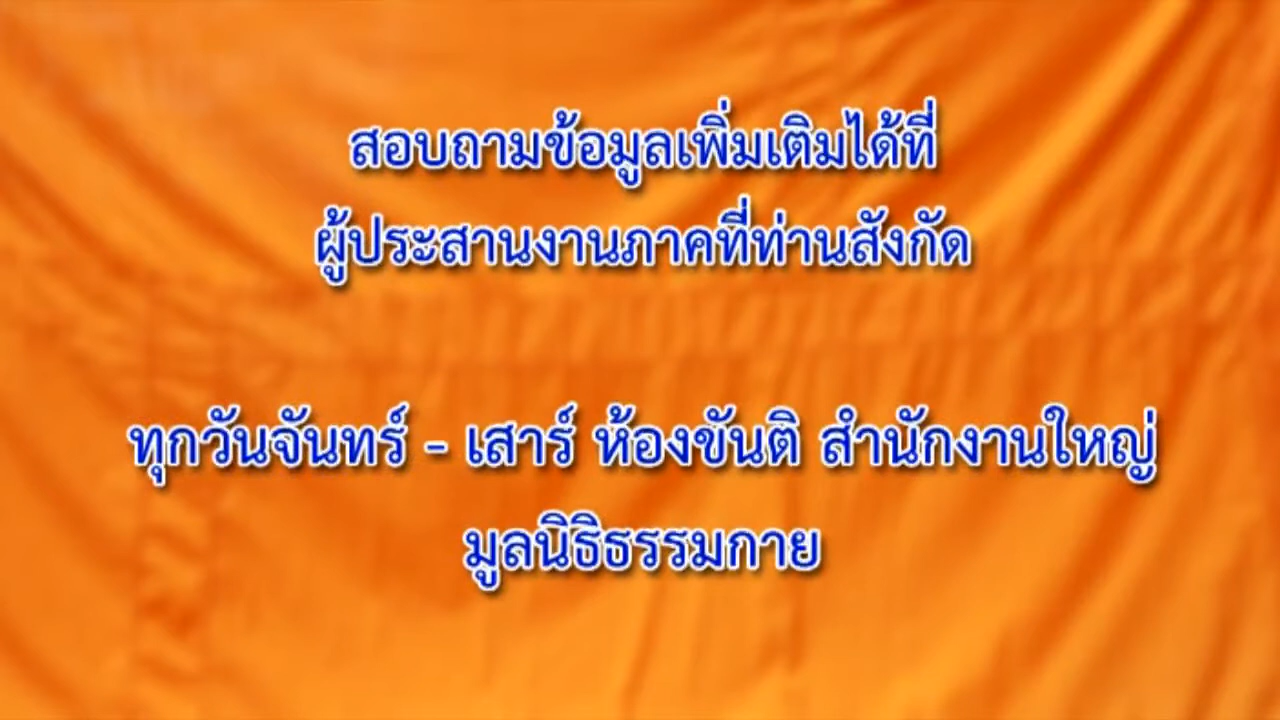 สอบถามข้อมูลเพิ่มเติมได้ที่
ผู้ประสานงานภาคที่ท่านสังกัด
ทุกวันจันทร์ - เสาร์ ห้องขันติ สำนักงานใหญ่
มูลนิธิธรรมกาย